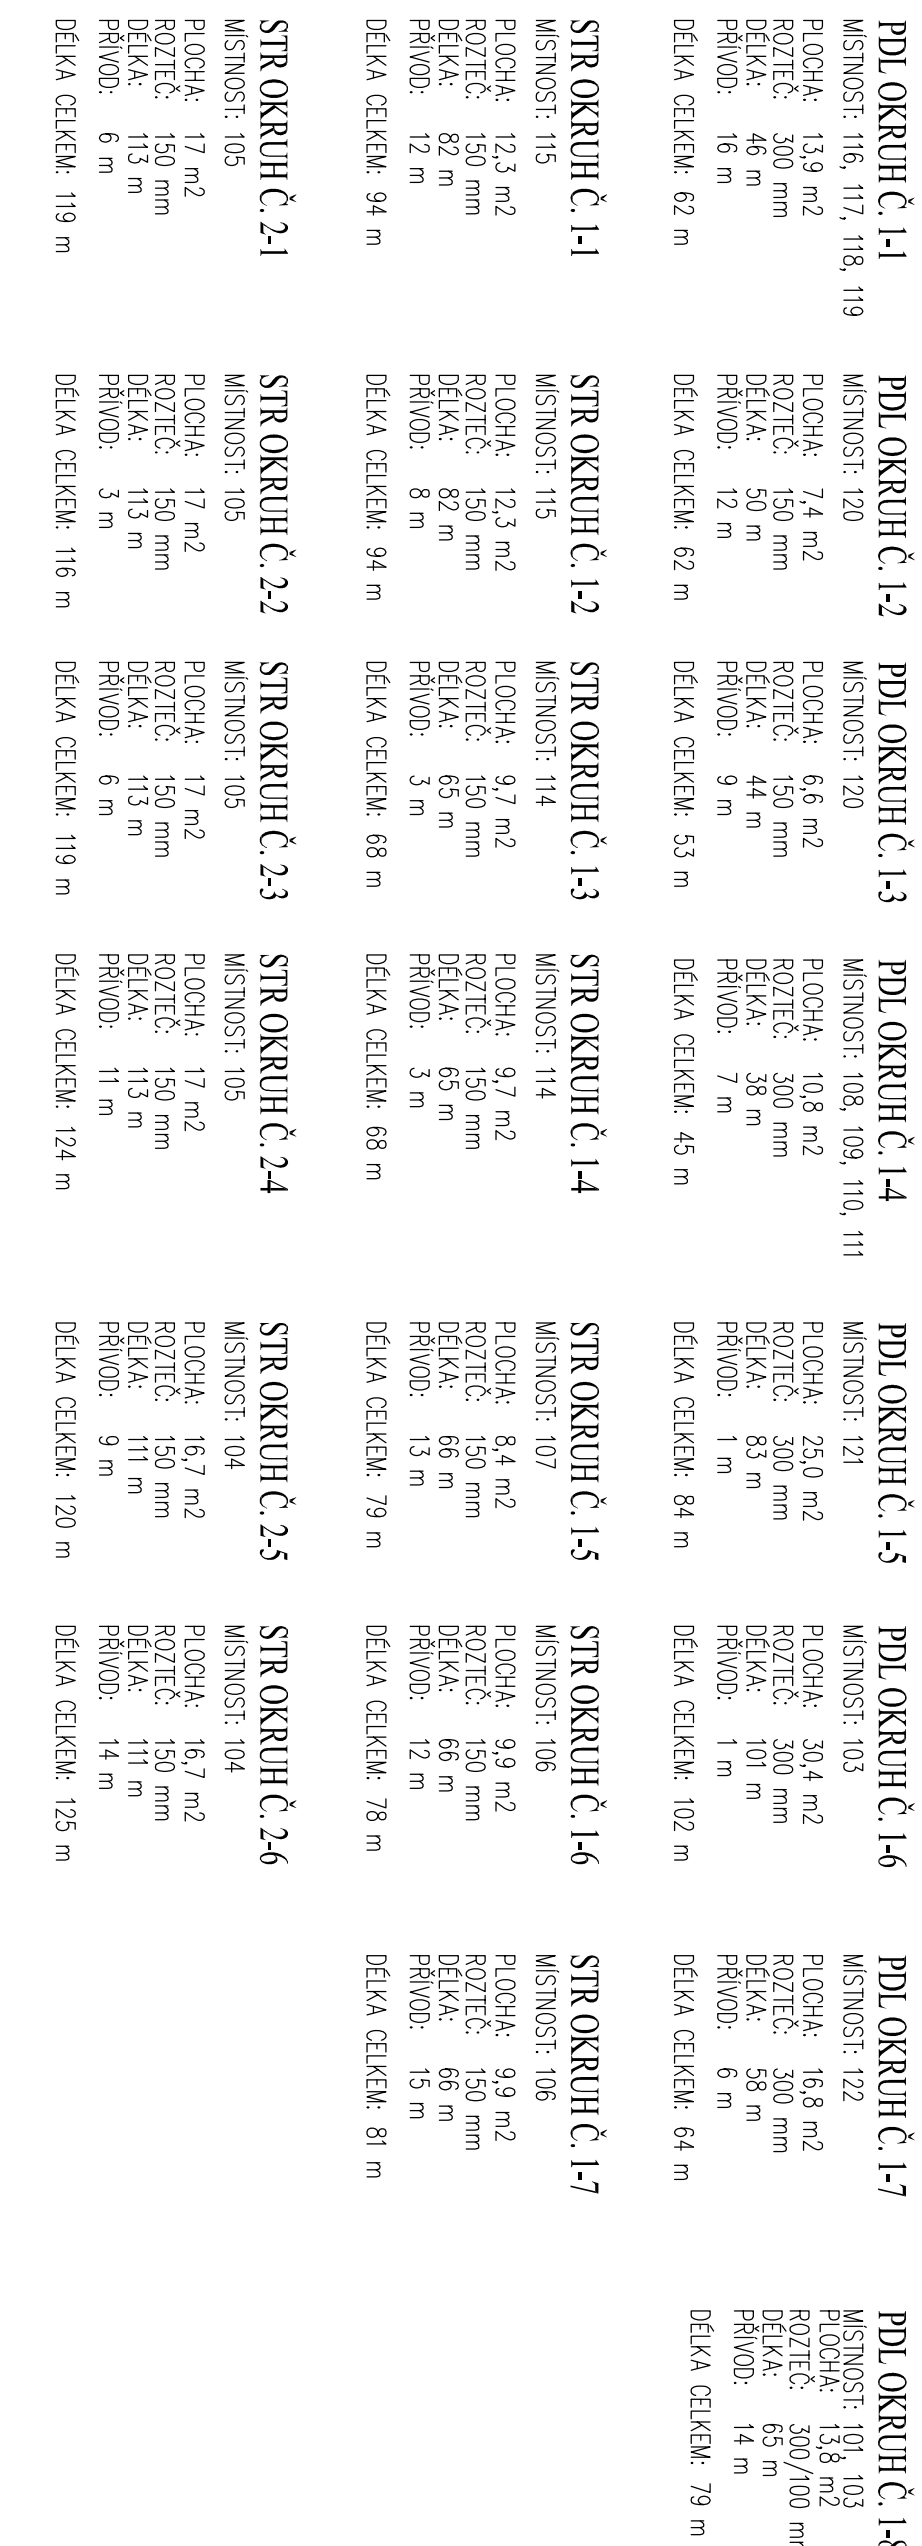 PDL OKRUH Č. 1-1
MÍSTNOST: 116, 117, 118, 119
PLOCHA: 13,9 m2
ROZTEČ: 300 mm
DÉLKA: 46 m
PŘÍVOD: 16 m
DÉLKA CELKEM: 62 m
PDL OKRUH Č. 1-2
MÍSTNOST: 120
PLOCHA: 7,4 m2
ROZTEČ: 150 mm
DÉLKA: 50 m
PŘÍVOD: 12 m
DÉLKA CELKEM: 62 m
PDL OKRUH Č. 1-3
MÍSTNOST: 120
PLOCHA: 6,6 m2
ROZTEČ: 150 mm
DÉLKA: 44 m
PŘÍVOD: 9 m
DÉLKA CELKEM: 53 m
PDL OKRUH Č. 1-4
MÍSTNOST: 108, 109, 110, 111
PLOCHA: 10,8 m2
ROZTEČ: 300 mm
DÉLKA: 38 m
PŘÍVOD: 7 m
DÉLKA CELKEM: 45 m
PDL OKRUH Č. 1-5
MÍSTNOST: 121
PLOCHA: 25,0 m2
ROZTEČ: 300 mm
DÉLKA: 83 m
PŘÍVOD: 1 m
DÉLKA CELKEM: 84 m
PDL OKRUH Č. 1-6
MÍSTNOST: 103
PLOCHA: 30,4 m2
ROZTEČ: 300 mm
DÉLKA: 101 m
PŘÍVOD: 1 m
DÉLKA CELKEM: 102 m
PDL OKRUH Č. 1-7
MÍSTNOST: 122
PLOCHA: 16,8 m2
ROZTEČ: 300 mm
DÉLKA: 58 m
PŘÍVOD: 6 m
DÉLKA CELKEM: 64 m
PDL OKRUH Č. 1-8
MÍSTNOST: 101, 103
PLOCHA: 13,8 m2
ROZTEČ: 300/100 mm
DÉLKA: 65 m
PŘÍVOD: 14 m
DÉLKA CELKEM: 79 m
STR OKRUH Č. 1-1
MÍSTNOST: 115
PLOCHA: 12,3 m2
ROZTEČ: 150 mm
DÉLKA: 82 m
PŘÍVOD: 12 m
DÉLKA CELKEM: 94 m
STR OKRUH Č. 1-2
MÍSTNOST: 115
PLOCHA: 12,3 m2
ROZTEČ: 150 mm
DÉLKA: 82 m
PŘÍVOD: 8 m
DÉLKA CELKEM: 94 m
STR OKRUH Č. 1-3
MÍSTNOST: 114
PLOCHA: 9,7 m2
ROZTEČ: 150 mm
DÉLKA: 65 m
PŘÍVOD: 3 m
DÉLKA CELKEM: 68 m
STR OKRUH Č. 1-4
MÍSTNOST: 114
PLOCHA: 9,7 m2
ROZTEČ: 150 mm
DÉLKA: 65 m
PŘÍVOD: 3 m
DÉLKA CELKEM: 68 m
STR OKRUH Č. 1-5
MÍSTNOST: 107
PLOCHA: 8,4 m2
ROZTEČ: 150 mm
DÉLKA: 66 m
PŘÍVOD: 13 m
DÉLKA CELKEM: 79 m
STR OKRUH Č. 1-6
MÍSTNOST: 106
PLOCHA: 9,9 m2
ROZTEČ: 150 mm
DÉLKA: 66 m
PŘÍVOD: 12 m
DÉLKA CELKEM: 78 m
STR OKRUH Č. 1-7
MÍSTNOST: 106
PLOCHA: 9,9 m2
ROZTEČ: 150 mm
DÉLKA: 66 m
PŘÍVOD: 15 m
DÉLKA CELKEM: 81 m
STR OKRUH Č. 2-1
MÍSTNOST: 105
PLOCHA: 17 m2
ROZTEČ: 150 mm
DÉLKA: 113 m
PŘÍVOD: 6 m
DÉLKA CELKEM: 119 m
STR OKRUH Č. 2-2
MÍSTNOST: 105
PLOCHA: 17 m2
ROZTEČ: 150 mm
DÉLKA: 113 m
PŘÍVOD: 3 m
DÉLKA CELKEM: 116 m
STR OKRUH Č. 2-3
MÍSTNOST: 105
PLOCHA: 17 m2
ROZTEČ: 150 mm
DÉLKA: 113 m
PŘÍVOD: 6 m
DÉLKA CELKEM: 119 m
STR OKRUH Č. 2-4
MÍSTNOST: 105
PLOCHA: 17 m2
ROZTEČ: 150 mm
DÉLKA: 113 m
PŘÍVOD: 11 m
DÉLKA CELKEM: 124 m
STR OKRUH Č. 2-5
MÍSTNOST: 104
PLOCHA: 16,7 m2
ROZTEČ: 150 mm
DÉLKA: 111 m
PŘÍVOD: 9 m
DÉLKA CELKEM: 120 m
STR OKRUH Č. 2-6
MÍSTNOST: 104
PLOCHA: 16,7 m2
ROZTEČ: 150 mm
DÉLKA: 111 m
PŘÍVOD: 14 m
DÉLKA CELKEM: 125 m